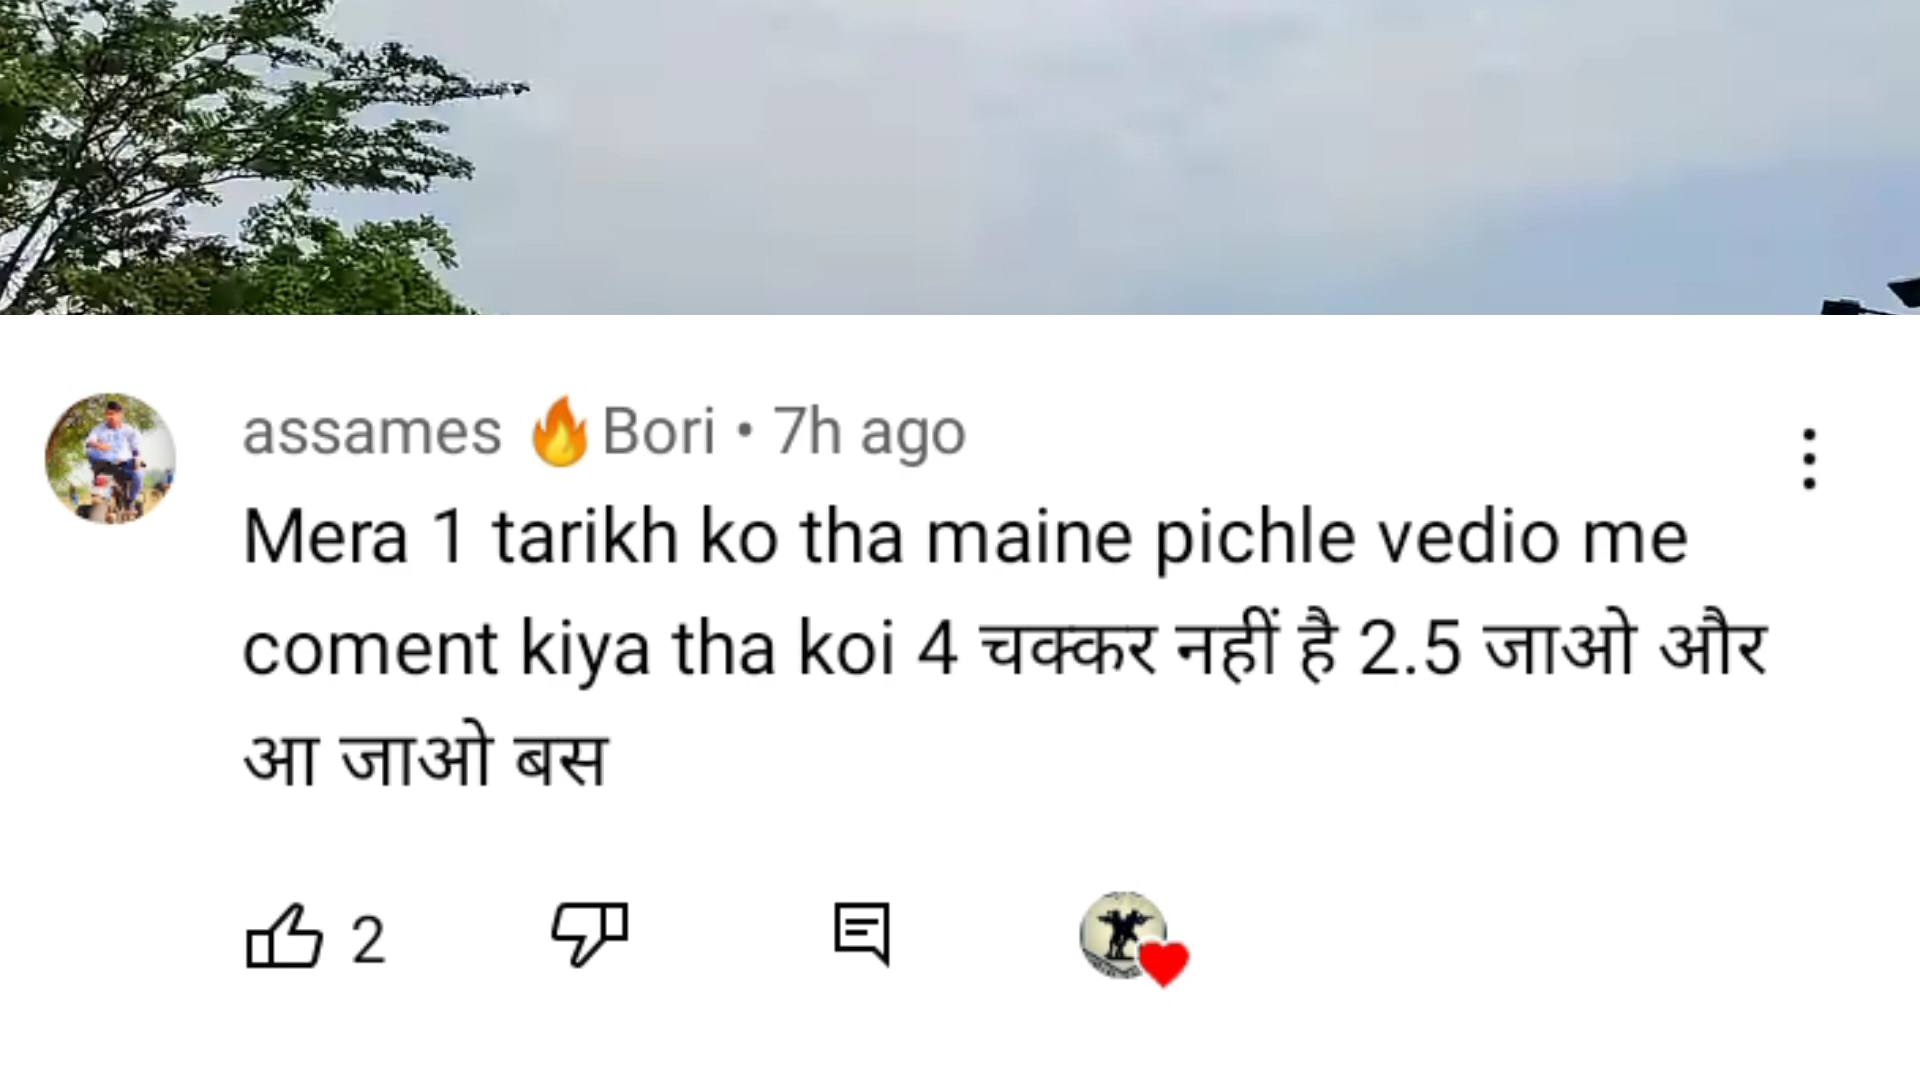 assames 🔥Bori • 7h ago
Mera 1 tarikh ko tha maine pichle vedio me
coment kiya tha koi 4 चक्कर नहीं है 2.5 जाओ और
आ जाओ बस
2